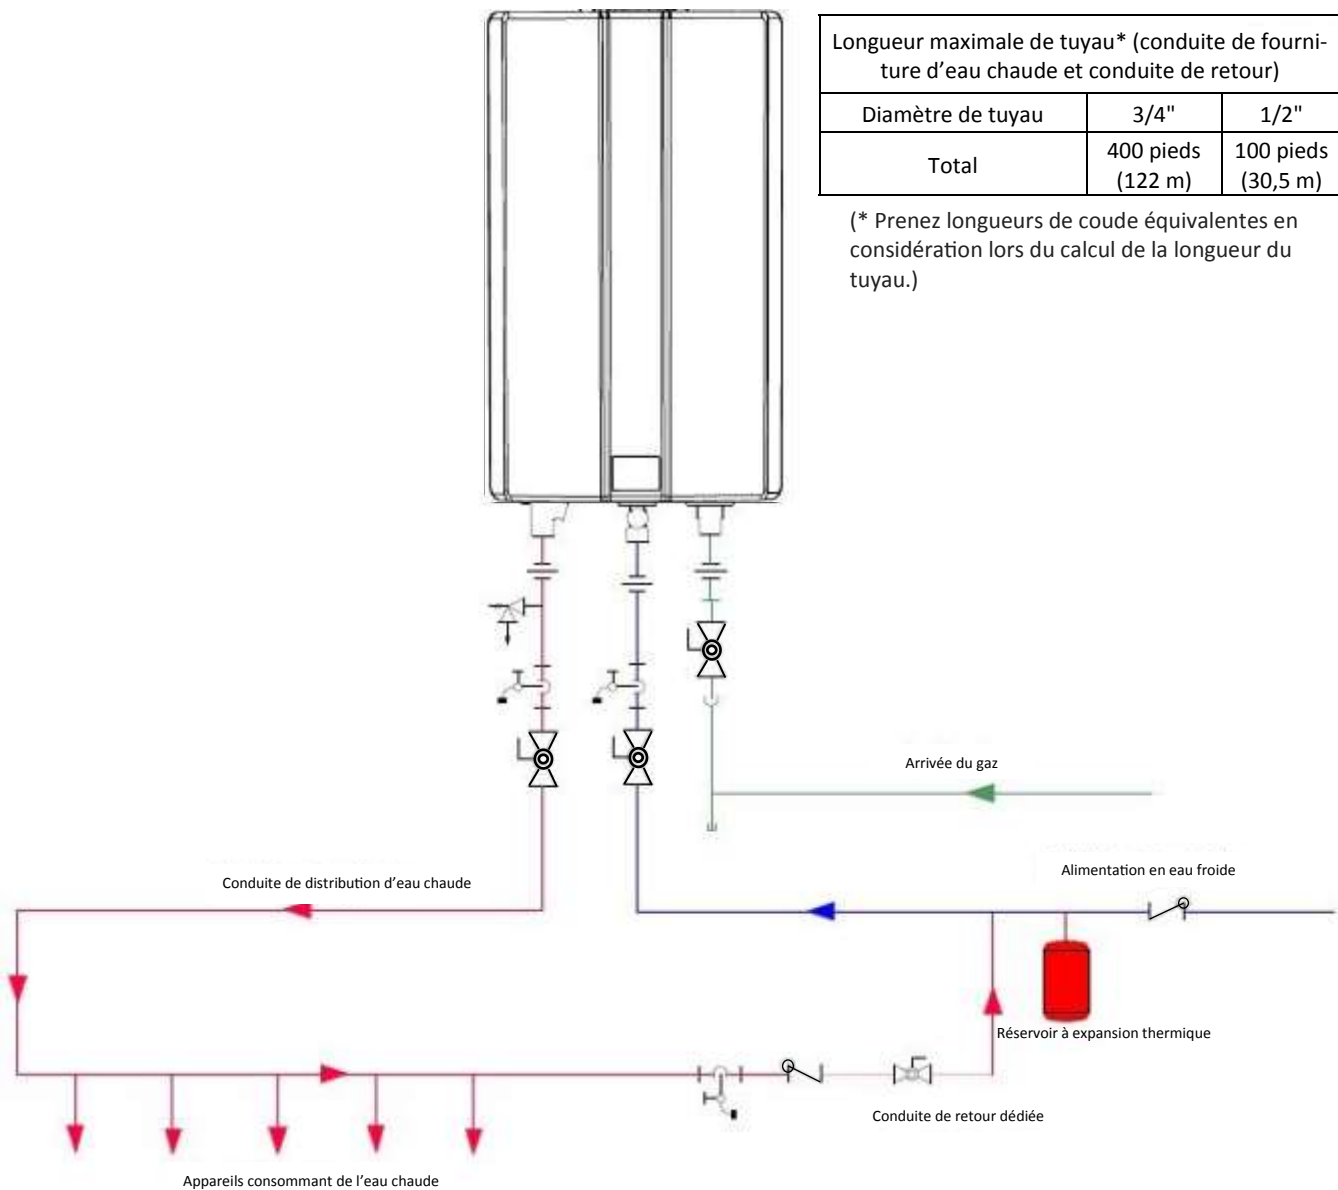 Longueur maximale de tuyau* (conduite de fourni-
ture d'eau chaude et conduite de retour)
Diamètre de tuyau 3/4" 1/2"
Total 400 pieds (122 m) 100 pieds (30,5 m)
(* Prenez longueurs de coude équivalentes en
considération lors du calcul de la longueur du
tuyau.)
Arrivée du gaz
Alimentation en eau froide
Conduite de distribution d'eau chaude
Réservoir à expansion thermique
Conduite de retour dédiée
Appareils consommant de l'eau chaude